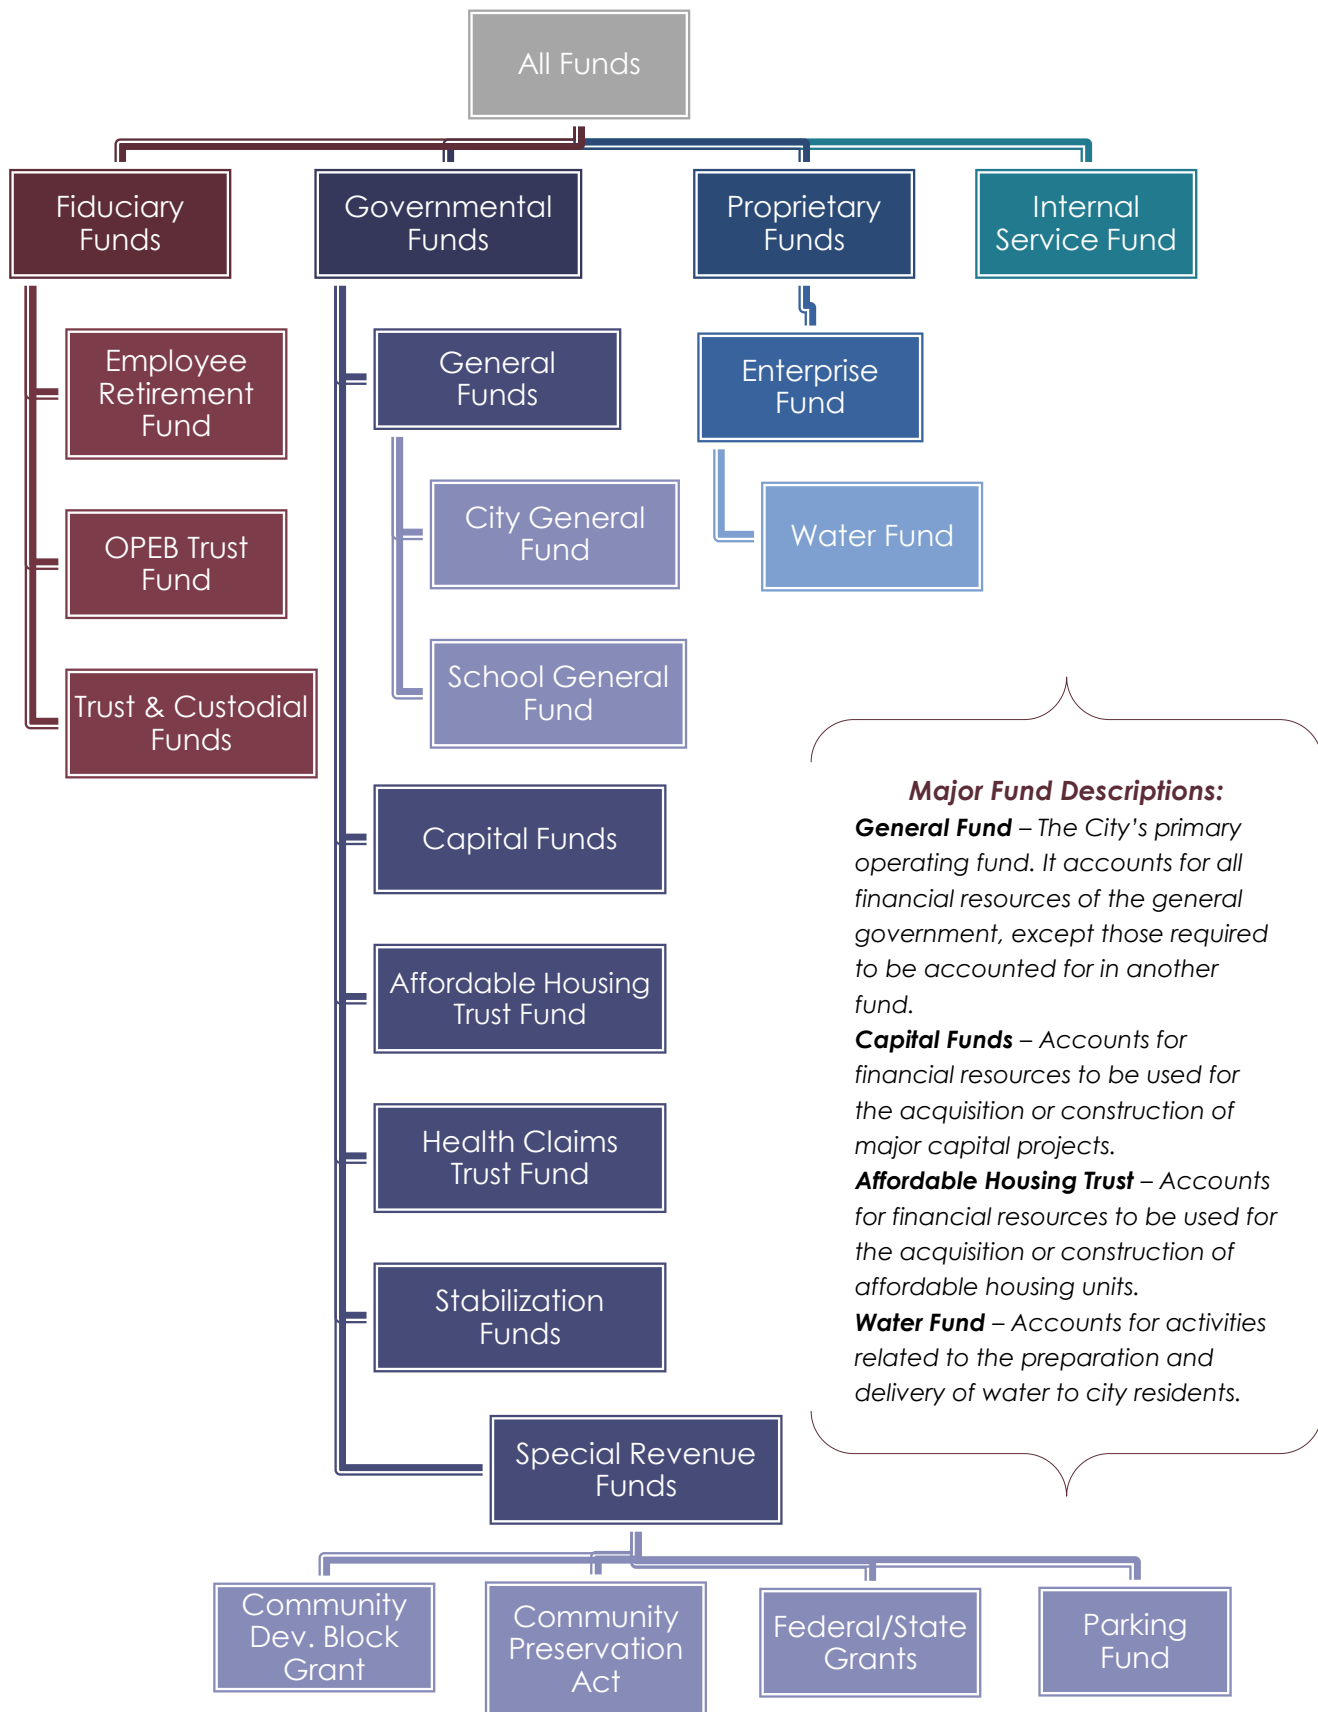 All Funds
Fiduciary
Funds
Governmental
Funds
Proprietary
Funds
Internal
Service Fund
Employee
Retirement
Fund
OPEB Trust
Fund
Trust & Custodial
Funds
General
Funds
City General
Fund
School General
Fund
Capital Funds
Affordable Housing
Trust Fund
Health Claims
Trust Fund
Stabilization
Funds
Special Revenue
Funds
Community
Dev. Block
Grant
Community
Preservation
Act
Federal/State
Grants
Parking
Fund
Enterprise
Fund
Water Fund
Major Fund Descriptions:
General Fund – The City’s primary
operating fund. It accounts for all
financial resources of the general
government, except those required
to be accounted for in another
fund.
Capital Funds – Accounts for
financial resources to be used for
the acquisition or construction of
major capital projects.
Affordable Housing Trust – Accounts
for financial resources to be used for
the acquisition or construction of
affordable housing units.
Water Fund – Accounts for activities
related to the preparation and
delivery of water to city residents.